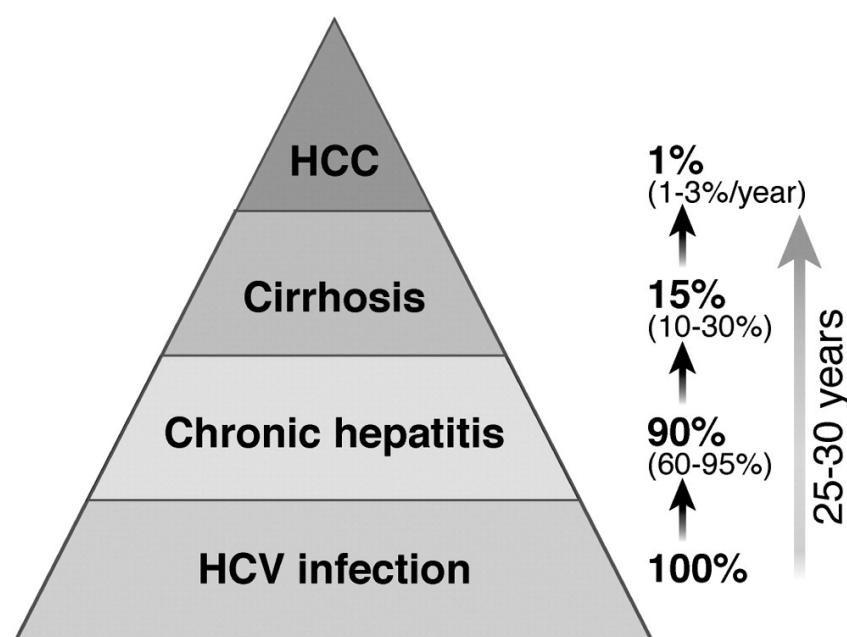 HCC
1%
(1-3%/year)
Cirrhosis
15%
(10-30%)
Chronic hepatitis
90%
(60-95%)
HCV infection
100%
25-30 years